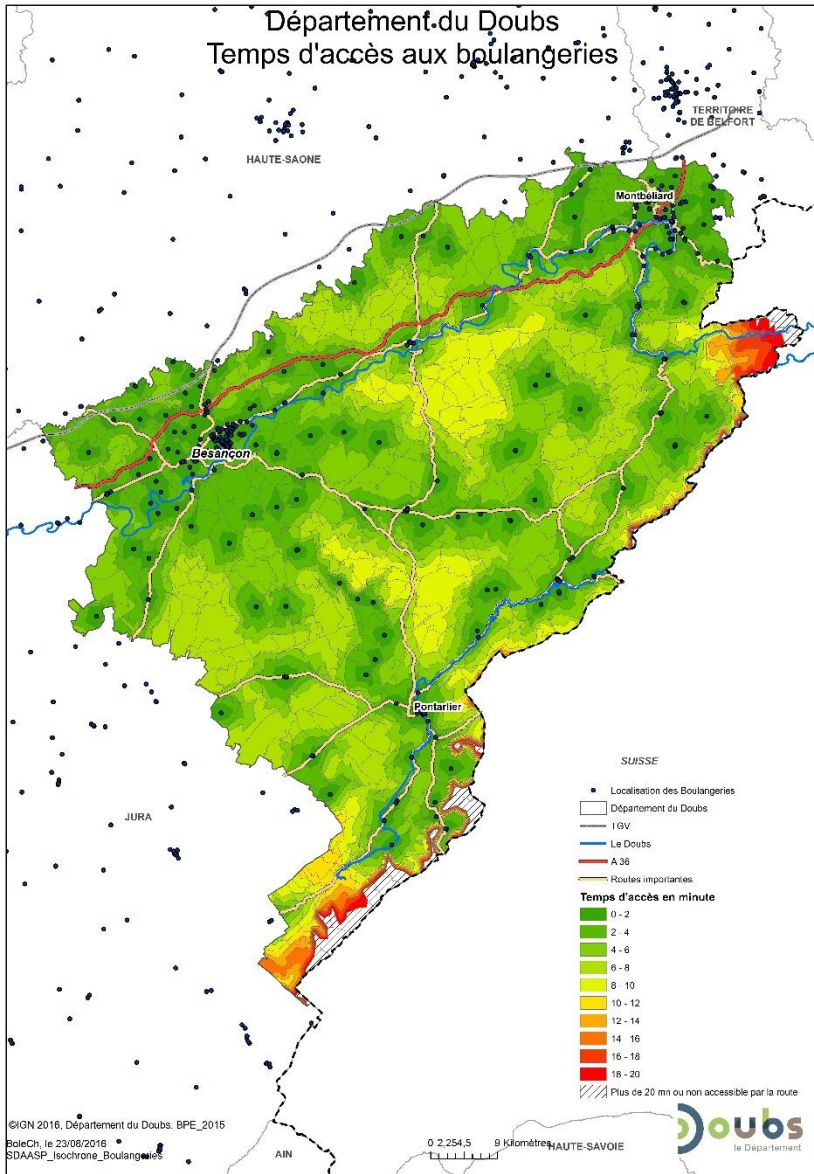 Département du Doubs
Temps d'accès aux boulangeries
TERRITOIRE
DE BELFORT
HAUTE-SAONE
Montbéliard
Besançon
Pontarlier
SUISSE
JURA
Localisation des Boulangeries
Département du Doubs
TGV
Le Doubs
A 36
Routes importantes
Temps d'accès en minute
0 - 2
2 - 4
4 - 6
6 - 8
8 - 10
10 - 12
12 - 14
14 - 16
16 - 18
18 - 20
Plus de 20 mn ou non accessible par la route
©IGN 2016, Département du Doubs. BPE_2015
BoleCh, le 23/08/2016
SDAASP_Isochrone_Boulangeries
0 2,254,5 9 Kilomètres
HAUTE-SAVOIE
AIN
Doubs
le Département